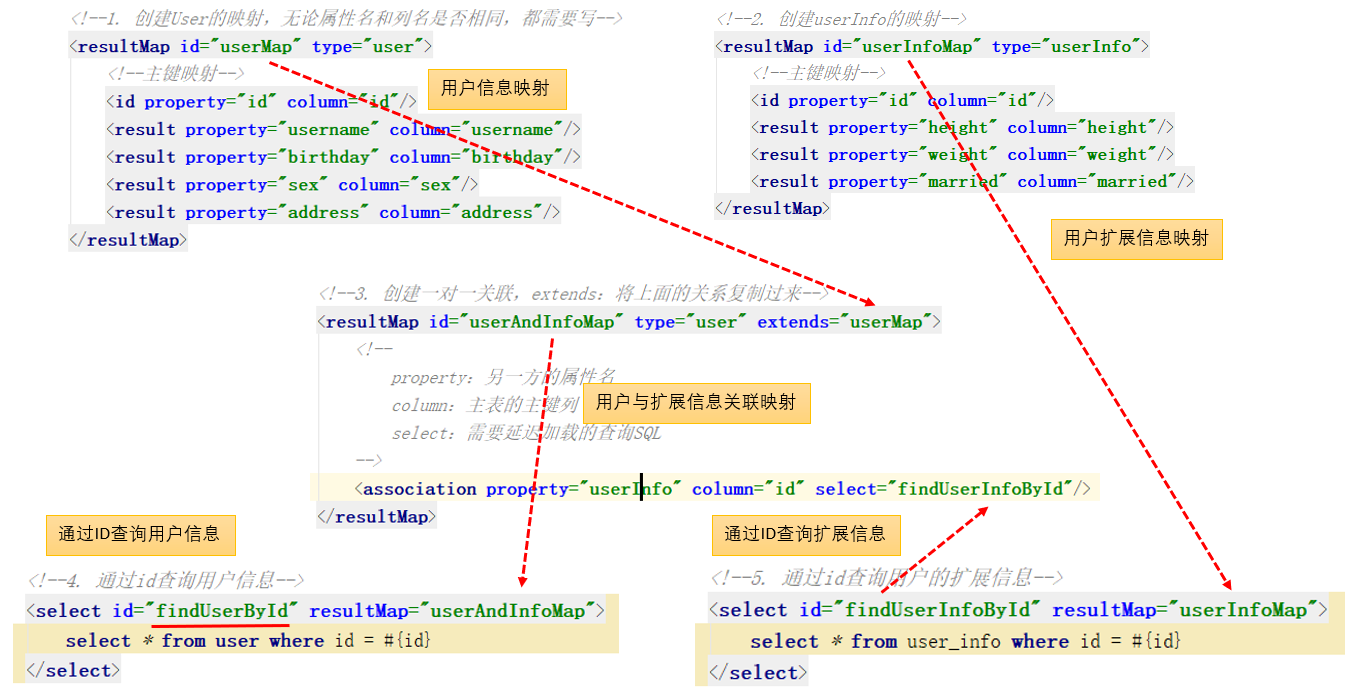 <!--1. 创建User的映射，无论属性名和列名是否相同，都需要写-->
<resultMap id="userMap" type="user">
<!--主键映射-->
<id property="id" column="id"/>
<result property="username" column="username"/>
<result property="birthday" column="birthday"/>
<result property="sex" column="sex"/>
<result property="address" column="address"/>
</resultMap>
用户信息映射
<!--2. 创建userInfo的映射-->
<resultMap id="userInfoMap" type="userInfo">
<!--主键映射-->
<id property="id" column="id"/>
<result property="height" column="height"/>
<result property="weight" column="weight"/>
<result property="married" column="married"/>
</resultMap>
用户扩展信息映射
<!--3. 创建一对一关联，extends：将上面的关系复制过来-->
<resultMap id="userAndInfoMap" type="user" extends="userMap">
<!--
property：另一方的属性名
column：主表的主键列
select：需要延迟加载的查询SQL
-->
<association property="userInfo" column="id" select="findUserInfoById"/>
</resultMap>
用户与扩展信息关联映射
通过ID查询用户信息
<!--4. 通过id查询用户信息-->
<select id="findUserById" resultMap="userAndInfoMap">
select * from user where id = #{id}
</select>
通过ID查询扩展信息
<!--5. 通过id查询用户的扩展信息-->
<select id="findUserInfoById" resultMap="userInfoMap">
select * from user_info where id = #{id}
</select>